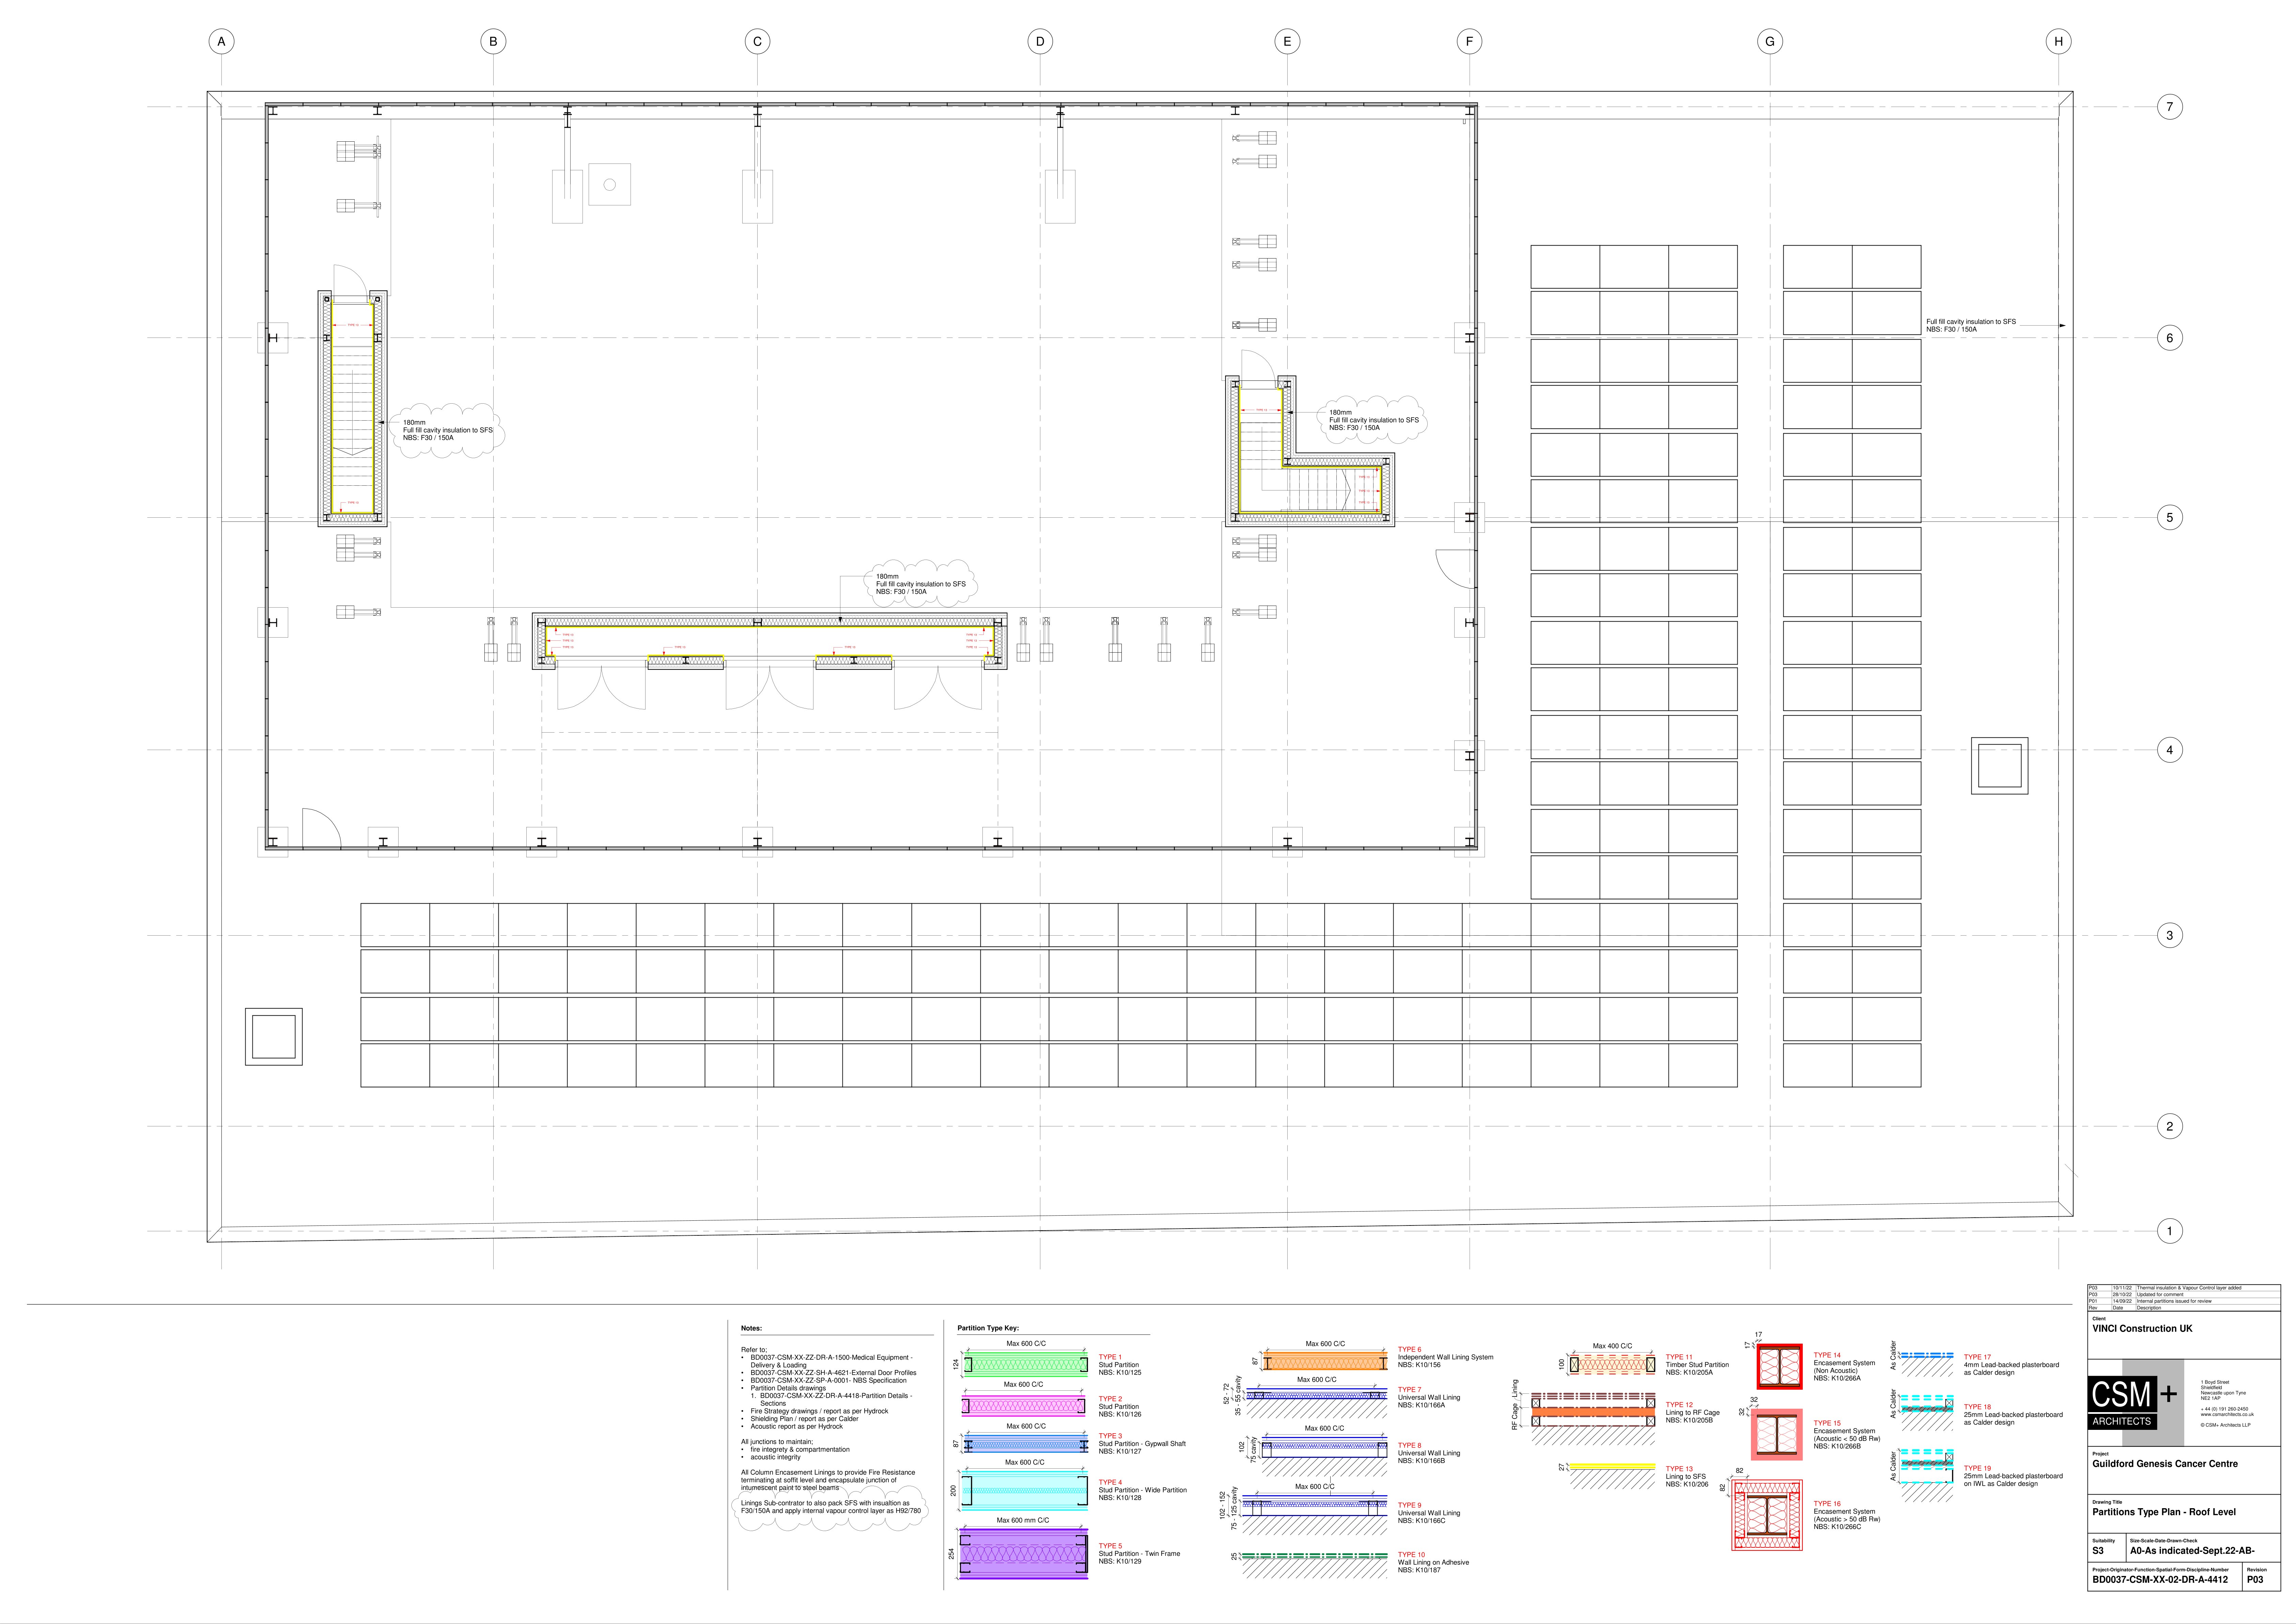 A
B
C
D
E
F
G
H
7
6
5
4
3
2
1
Full fill cavity insulation to SFS
NBS: F30 / 150A
180mm
Full fill cavity insulation to SFS
NBS: F30 / 150A
180mm
Full fill cavity insulation to SFS
NBS: F30 / 150A
180mm
Full fill cavity insulation to SFS
NBS: F30 / 150A
Notes:
Refer to;
• BD0037-CSM-XX-ZZ-DR-A-1500-Medical Equipment -
Delivery & Loading
• BD0037-CSM-XX-ZZ-SH-A-4621-External Door Profiles
• BD0037-CSM-XX-ZZ-SP-A-0001- NBS Specification
• Partition Details drawings
1. BD0037-CSM-XX-ZZ-DR-A-4418-Partition Details -
Sections
• Fire Strategy drawings / report as per Hydrock
• Shielding Plan / report as per Calder
• Acoustic report as per Hydrock
All junctions to maintain;
• fire integrety & compartmentation
• acoustic integrity
All Column Encasement Linings to provide Fire Resistance
terminating at soffit level and encapsulate junction of
intumescent paint to steel beams
Linings Sub-contrator to also pack SFS with insualtion as
F30/150A and apply internal vapour control layer as H92/780
Partition Type Key:
Max 600 C/C
124
TYPE 1
Stud Partition
NBS: K10/125
Max 600 C/C
TYPE 2
Stud Partition
NBS: K10/126
87
TYPE 3
Stud Partition - Gypwall Shaft
NBS: K10/127
Max 600 C/C
200
TYPE 4
Stud Partition - Wide Partition
NBS: K10/128
Max 600 mm C/C
254
TYPE 5
Stud Partition - Twin Frame
NBS: K10/129
Max 600 C/C
87
TYPE 6
Independent Wall Lining System
NBS: K10/156
Max 600 C/C
52 - 72
35 - 55 cavity
TYPE 7
Universal Wall Lining
NBS: K10/166A
Max 600 C/C
102
75 cavity
TYPE 8
Universal Wall Lining
NBS: K10/166B
Max 600 C/C
102 - 152
75 - 125 cavity
TYPE 9
Universal Wall Lining
NBS: K10/166C
25
TYPE 10
Wall Lining on Adhesive
NBS: K10/187
Max 400 C/C
100
TYPE 11
Timber Stud Partition
NBS: K10/205A
RF Cage
Lining
TYPE 12
Lining to RF Cage
NBS: K10/205B
27
TYPE 13
Lining to SFS
NBS: K10/206
17
17
TYPE 14
Encasement System
(Non Acoustic)
NBS: K10/266A
32
32
TYPE 15
Encasement System
(Acoustic < 50 dB Rw)
NBS: K10/266B
82
82
TYPE 16
Encasement System
(Acoustic > 50 dB Rw)
NBS: K10/266C
As Calder
TYPE 17
4mm Lead-backed plasterboard
as Calder design
As Calder
TYPE 18
25mm Lead-backed plasterboard
as Calder design
As Calder
TYPE 19
25mm Lead-backed plasterboard
on IWL as Calder design
P03 10/11/22 Thermal insulation & Vapour Control layer added
P03 28/10/22 Updated for comment
P01 14/09/22 Internal partitions issued for review
Rev Date Description
Client
VINCI Construction UK
CSM+
ARCHITECTS
1 Boyd Street
Shieldfield
Newcastle upon Tyne
NE2 1AP
+ 44 (0) 191 260 2450
www.csmarchitects.co.uk
© CSM+ Architects LLP
Project
Guildford Genesis Cancer Centre
Drawing Title
Partitions Type Plan - Roof Level
Suitability
S3
Size-Scale-Date-Drawn-Check
A0-As indicated-Sept.22-AB-
Project-Originator-Function-Spatial-Form-Discipline-Number
BD0037-CSM-XX-02-DR-A-4412
Revision
P03